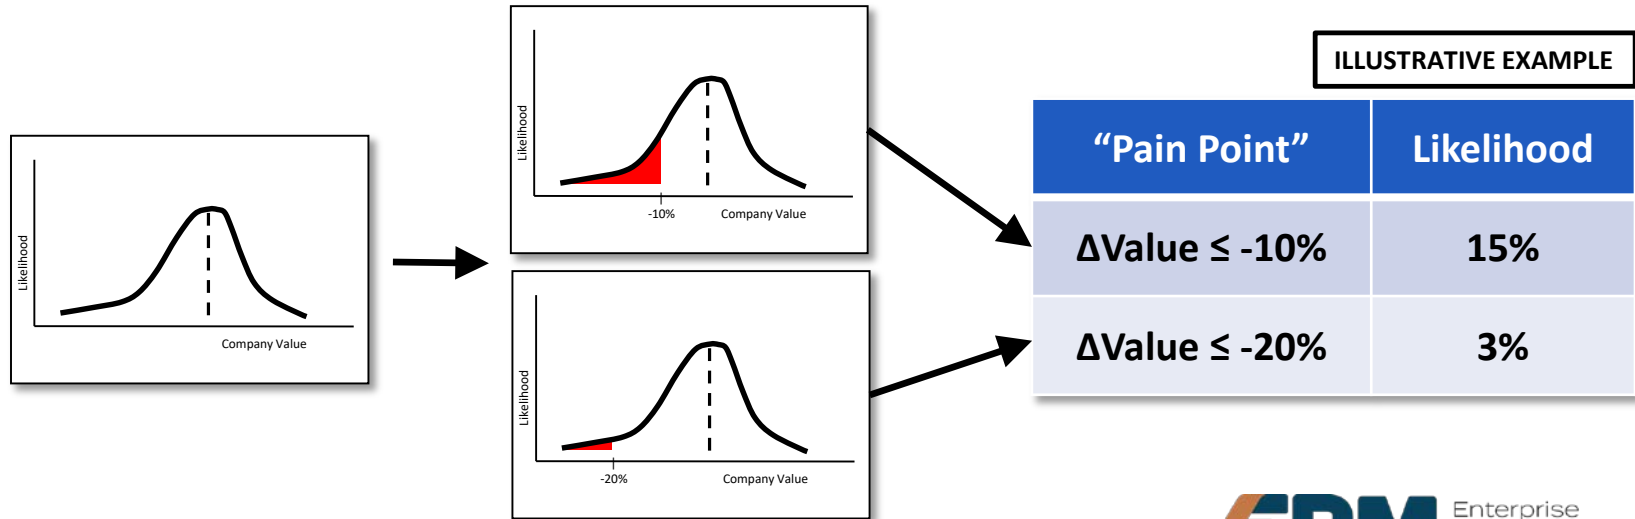 Likelihood
Company Value
Likelihood
-10%
Company Value
Likelihood
-20%
Company Value
ILLUSTRATIVE EXAMPLE
“Pain Point” Likelihood
ΔValue ≤ -10% 15%
ΔValue ≤ -20% 3%
Enterprise